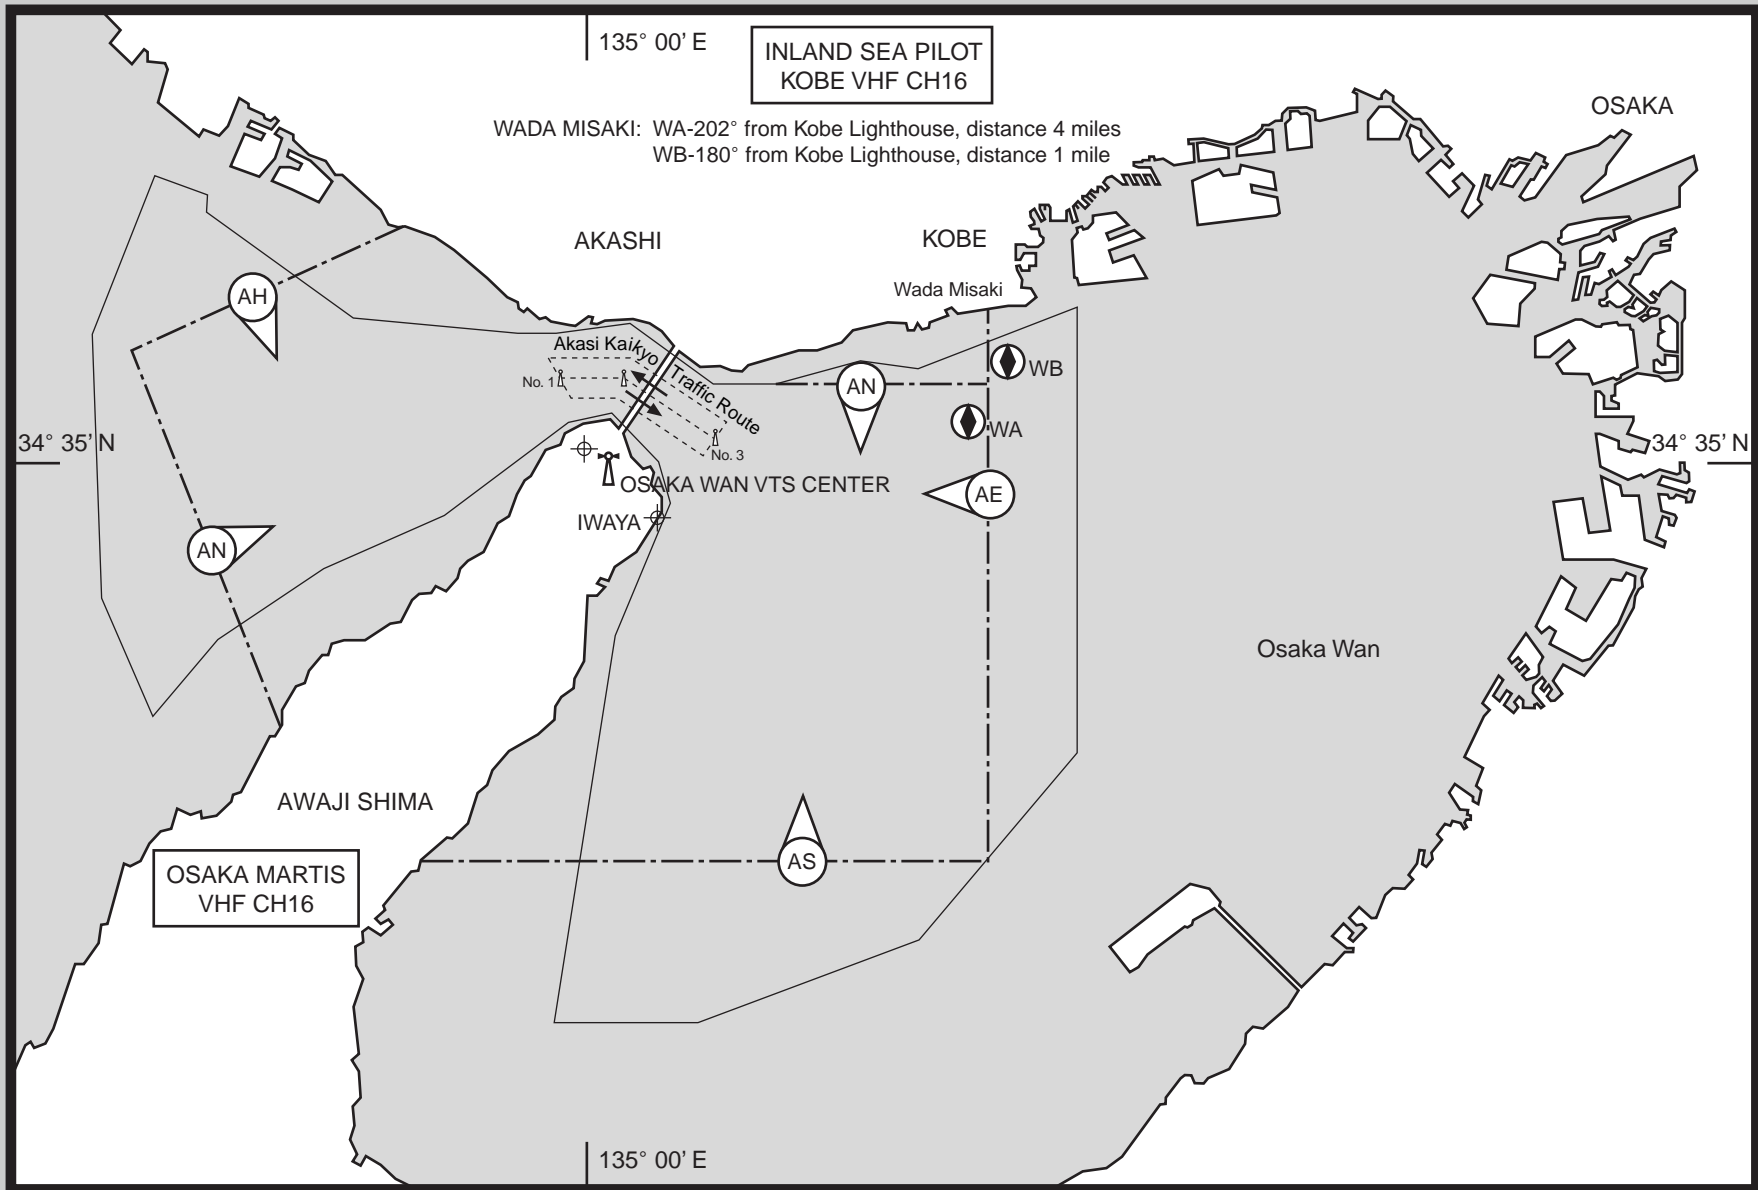 135° 00' E
INLAND SEA PILOT
KOBE VHF CH16
OSAKA
WADA MISAKI: WA-202° from Kobe Lighthouse, distance 4 miles
WB-180° from Kobe Lighthouse, distance 1 mile
AKASHI
KOBE
Wada Misaki
AH
Akasi Kaikyo
Traffic Route
No. 1
No. 3
AN
WB
WA
34° 35' N
34° 35' N
OSAKA WAN VTS CENTER
AE
IWAYA
AN
Osaka Wan
AWAJI SHIMA
AS
OSAKA MARTIS
VHF CH16
135° 00' E